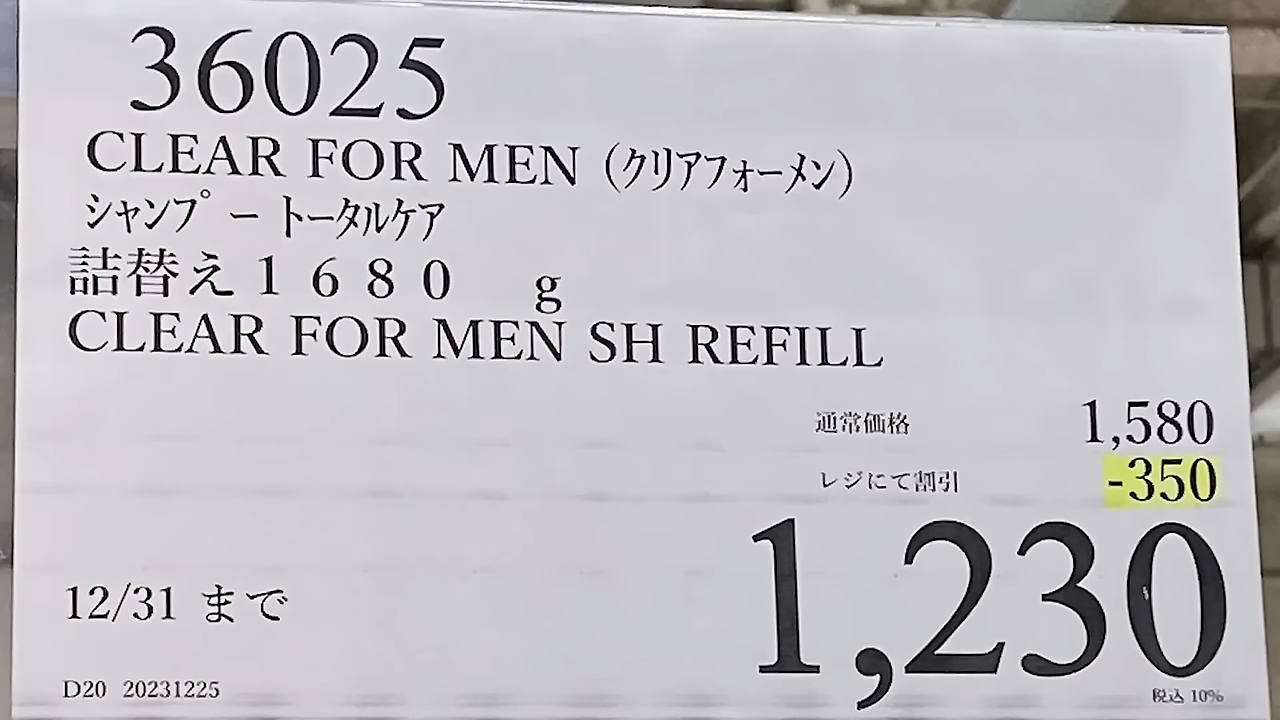 36025
CLEAR FOR MEN (クリアフォーメン)
シャンプ ー トータルケア
詰替え1680 g
CLEAR FOR MEN SH REFILL
通常価格 1,580
レジにて割引 -350
1,230
12/31 まで
D20 20231225
税込 10%